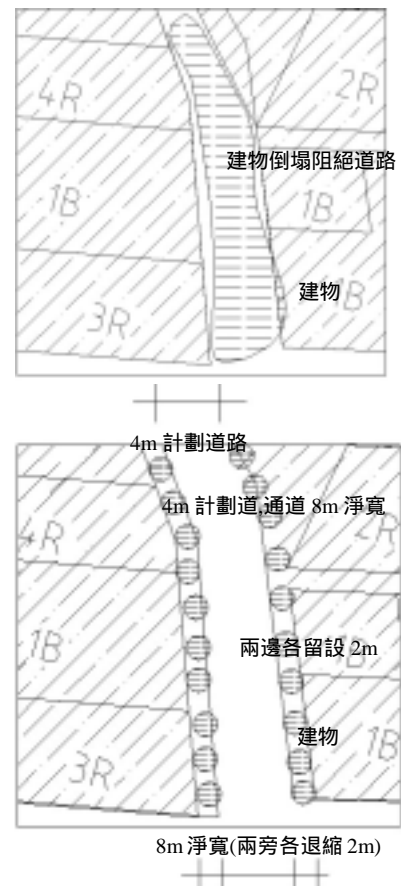 4R
2R
建物倒塌阻絕道路
1B
1B
建物
1B
3R
4m 計劃道路
4m 計劃道,通道 8m 淨寬
4R
2R
兩邊各留設 2m
1B
1B
建物
1B
3R
8m 淨寬(兩旁各退縮 2m)